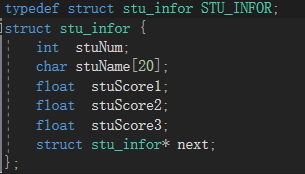 typedef struct stu_infor STU_INFOR;
struct stu_infor {
    int  stuNum;
    char stuName[20];
    float  stuScore1;
    float  stuScore2;
    float  stuScore3;
    struct stu_infor* next;
};